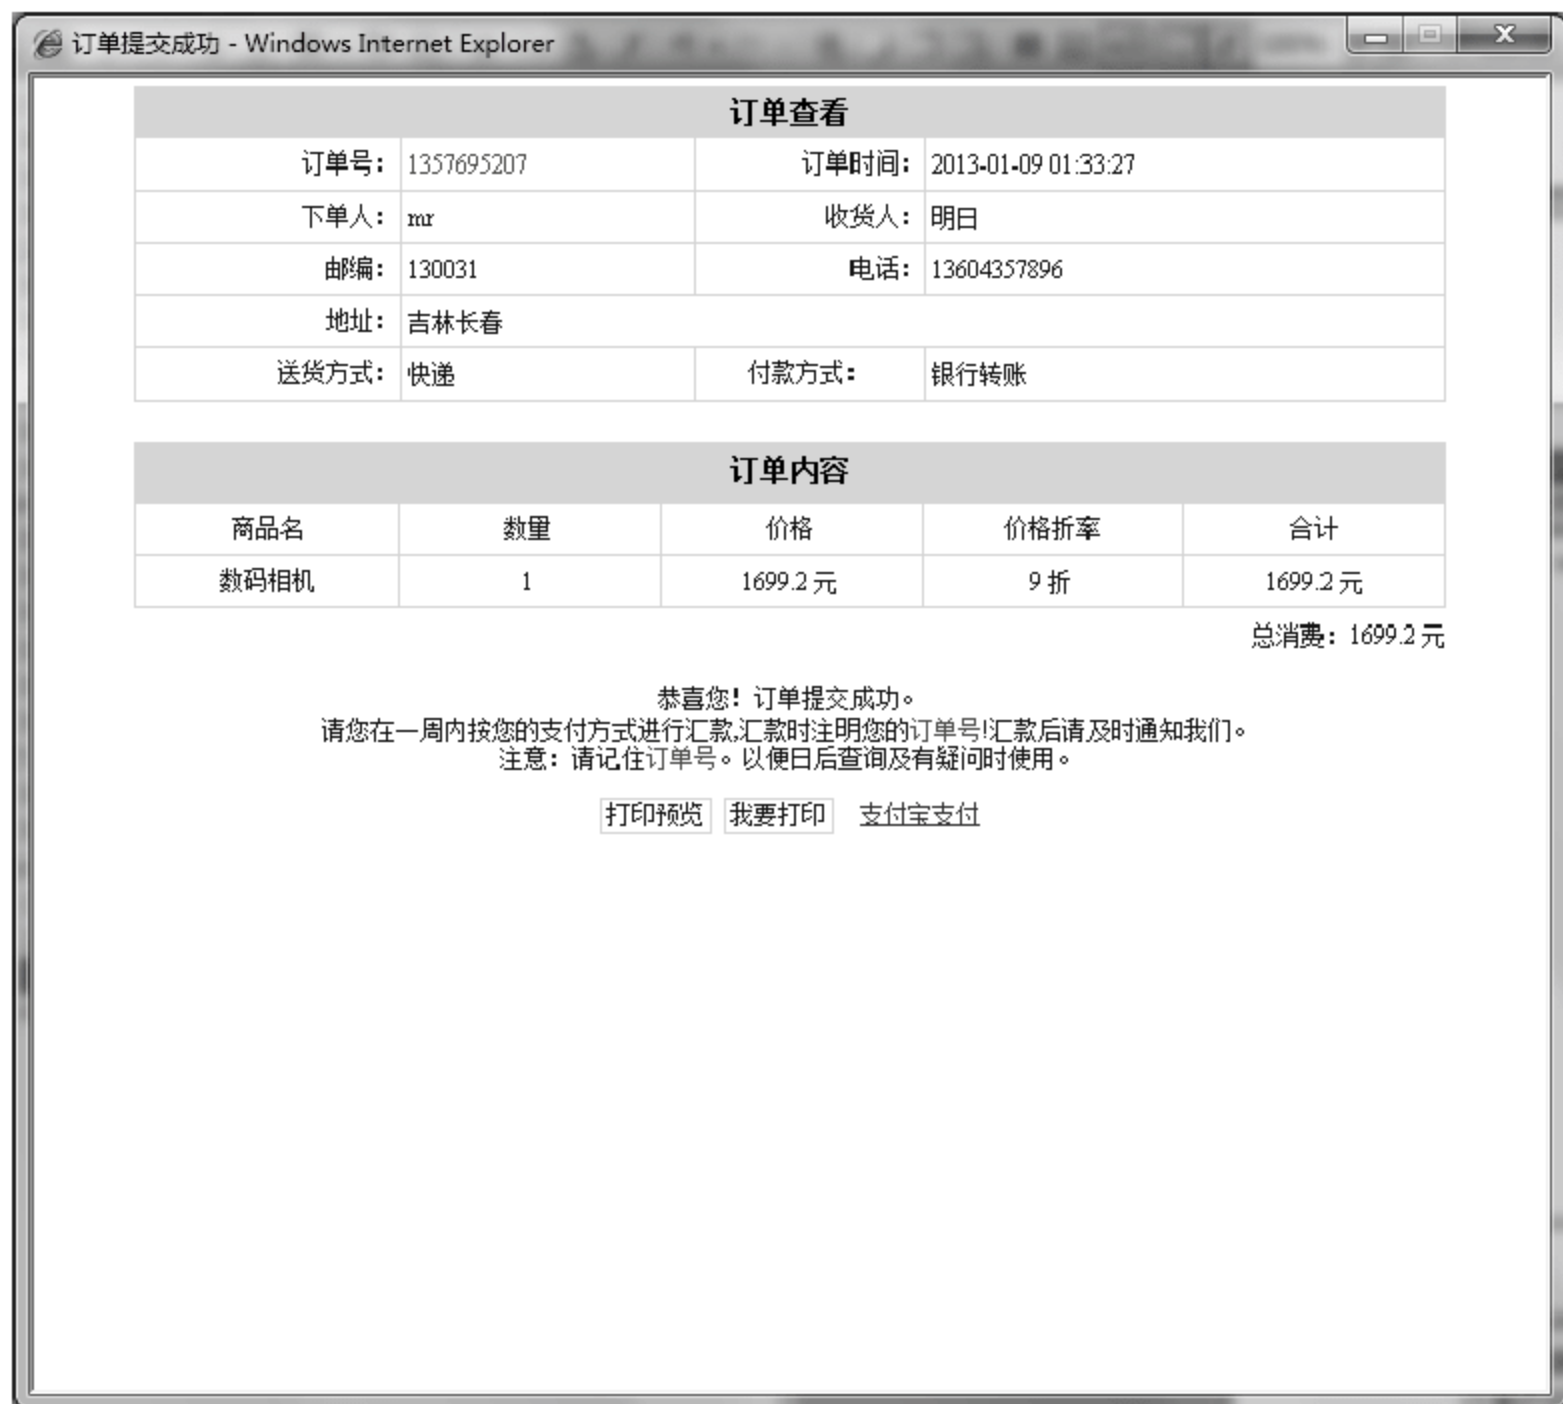 订单提交成功 - Windows Internet Explorer
订单查看
订单号： 1357695207 订单时间： 2013-01-09 01:33:27
下单人： mr 收货人： 明日
邮编： 130031 电话： 13604357896
地址： 吉林长春
送货方式： 快递 付款方式： 银行转账
订单内容
商品名 数量 价格 价格折率 合计
数码相机 1 1699.2 元 9 折 1699.2 元
总消费：1699.2 元
恭喜您！订单提交成功。
请您在一周内按您的支付方式进行汇款,汇款时注明您的订单号!汇款后请及时通知我们。
注意：请记住订单号。以便日后查询及有疑问时使用。
打印预览 我要打印 支付宝支付